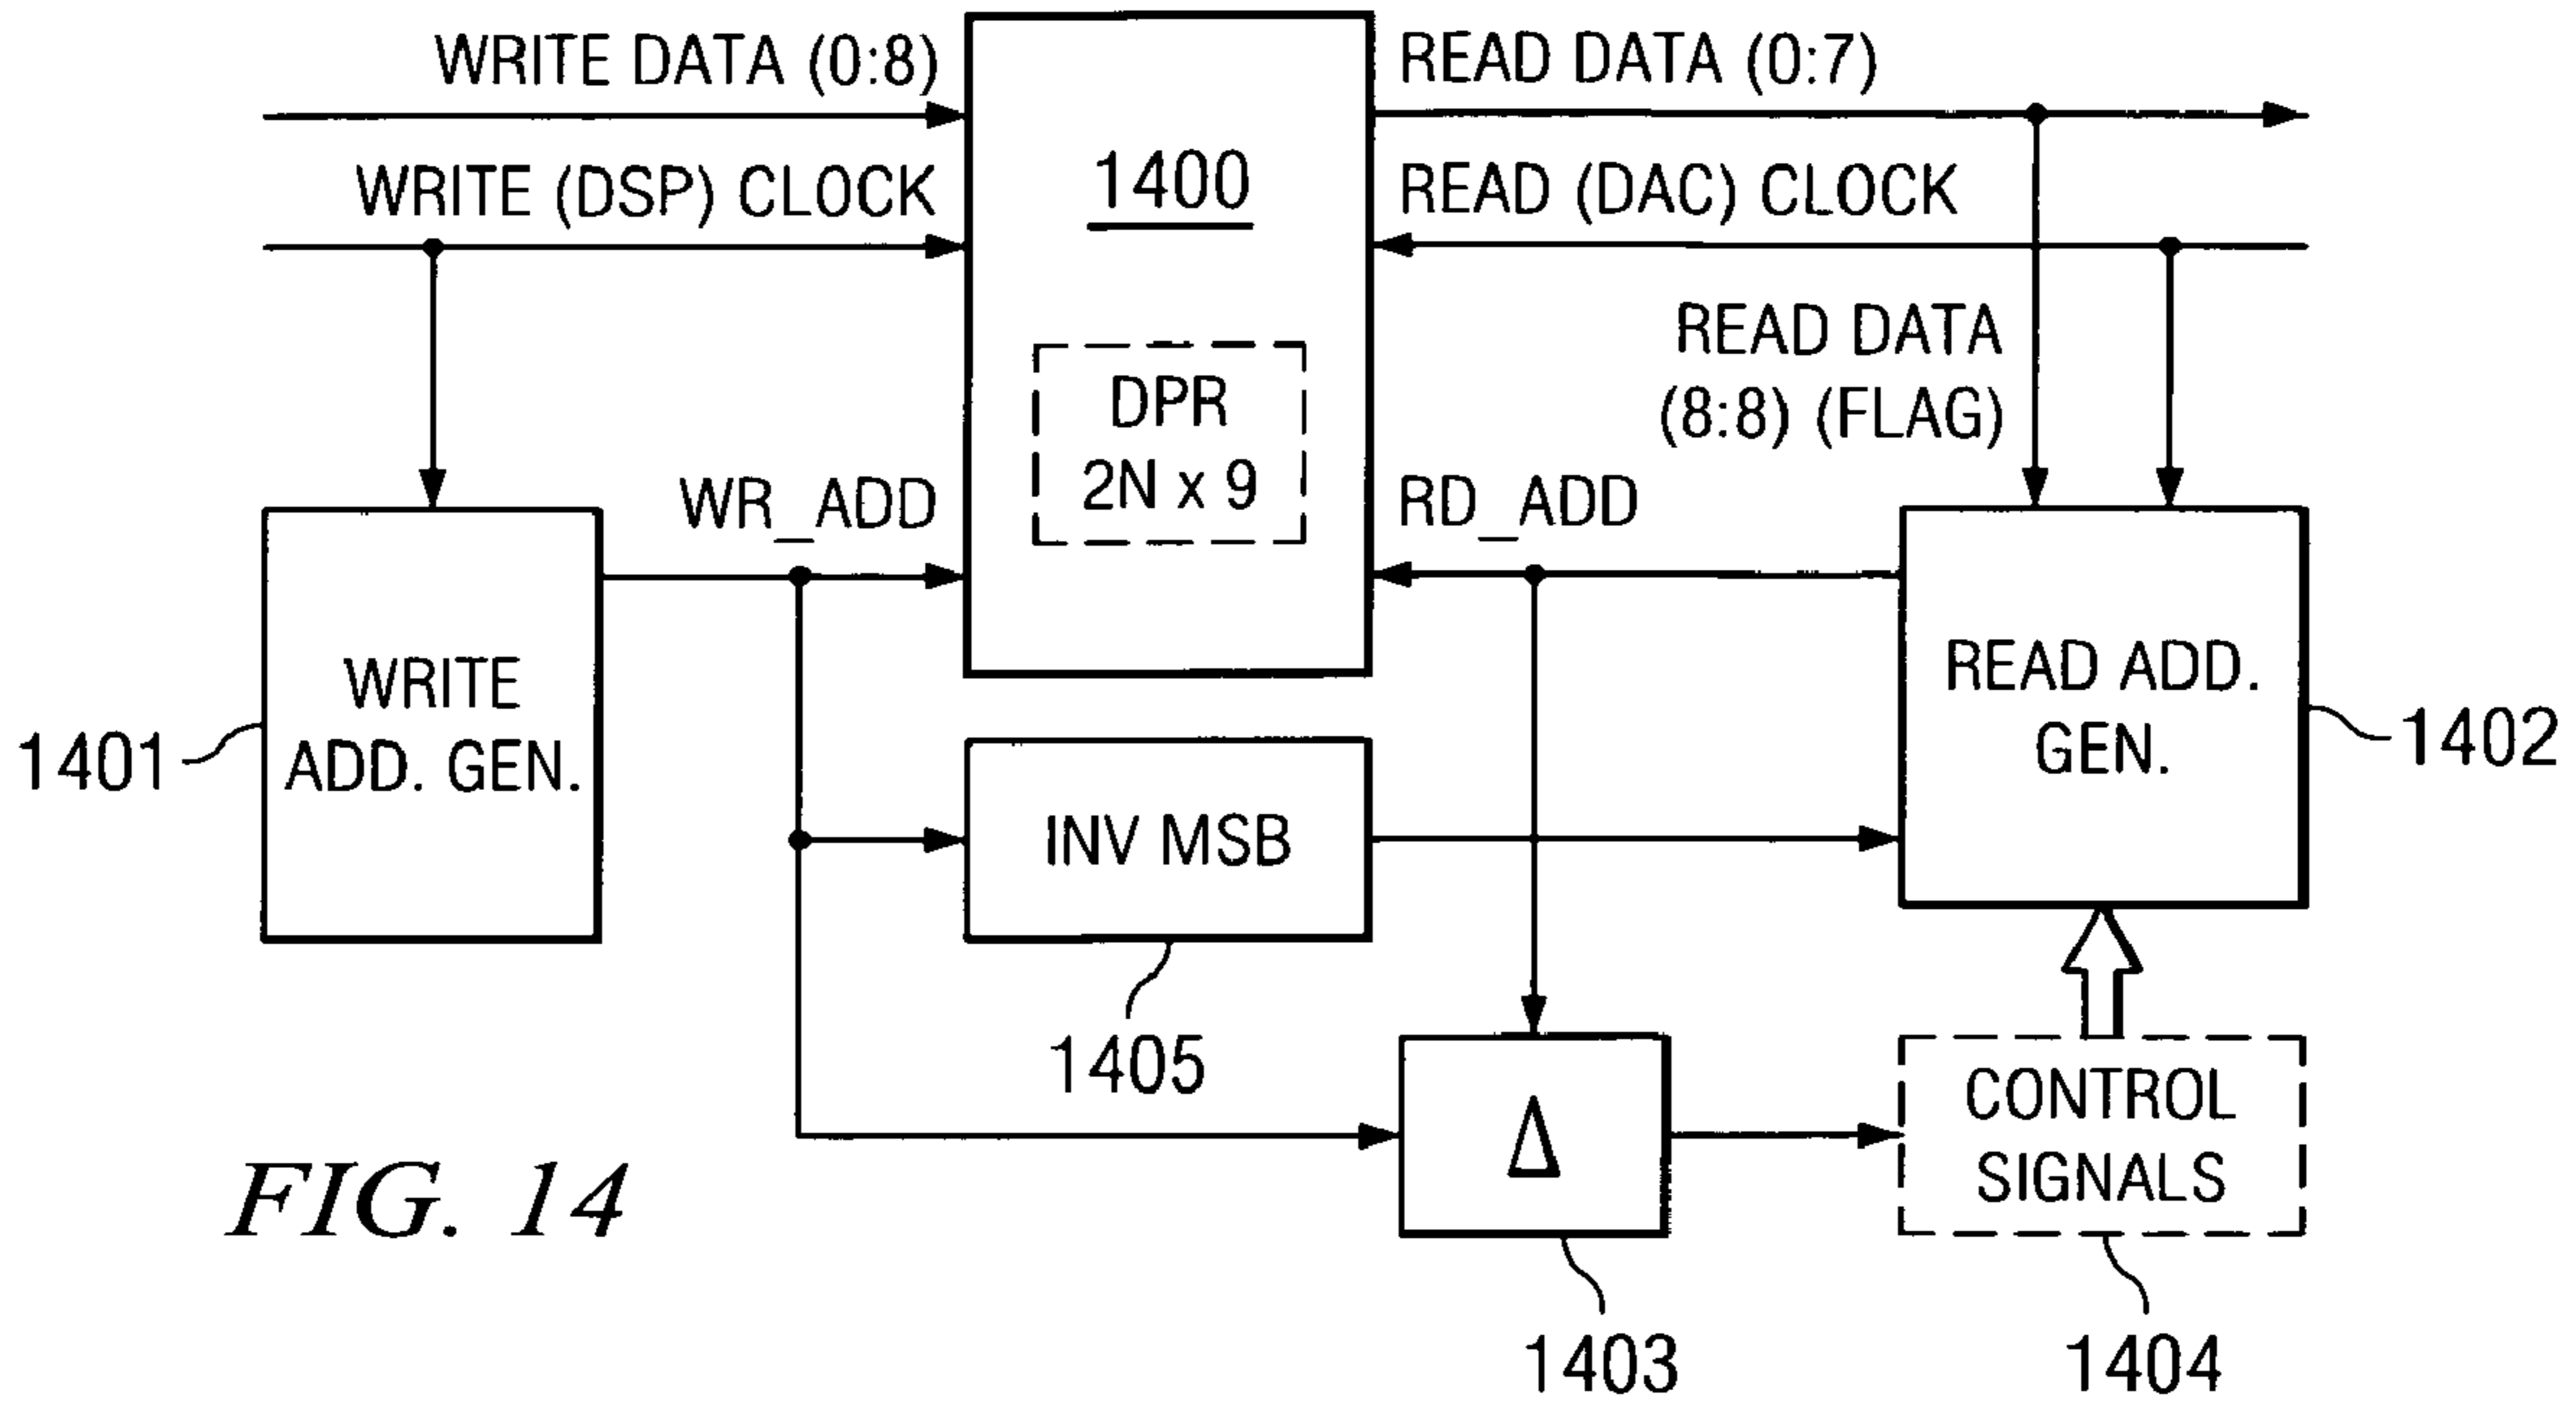 WRITE DATA (0:8)
READ DATA (0:7)
WRITE (DSP) CLOCK
1400
READ (DAC) CLOCK
DPR
2N x 9
READ DATA
(8:8) (FLAG)
WR_ADD
RD_ADD
WRITE
ADD. GEN.
1401
READ ADD.
GEN.
1402
INV MSB
1405
Δ
1403
CONTROL
SIGNALS
1404
FIG. 14